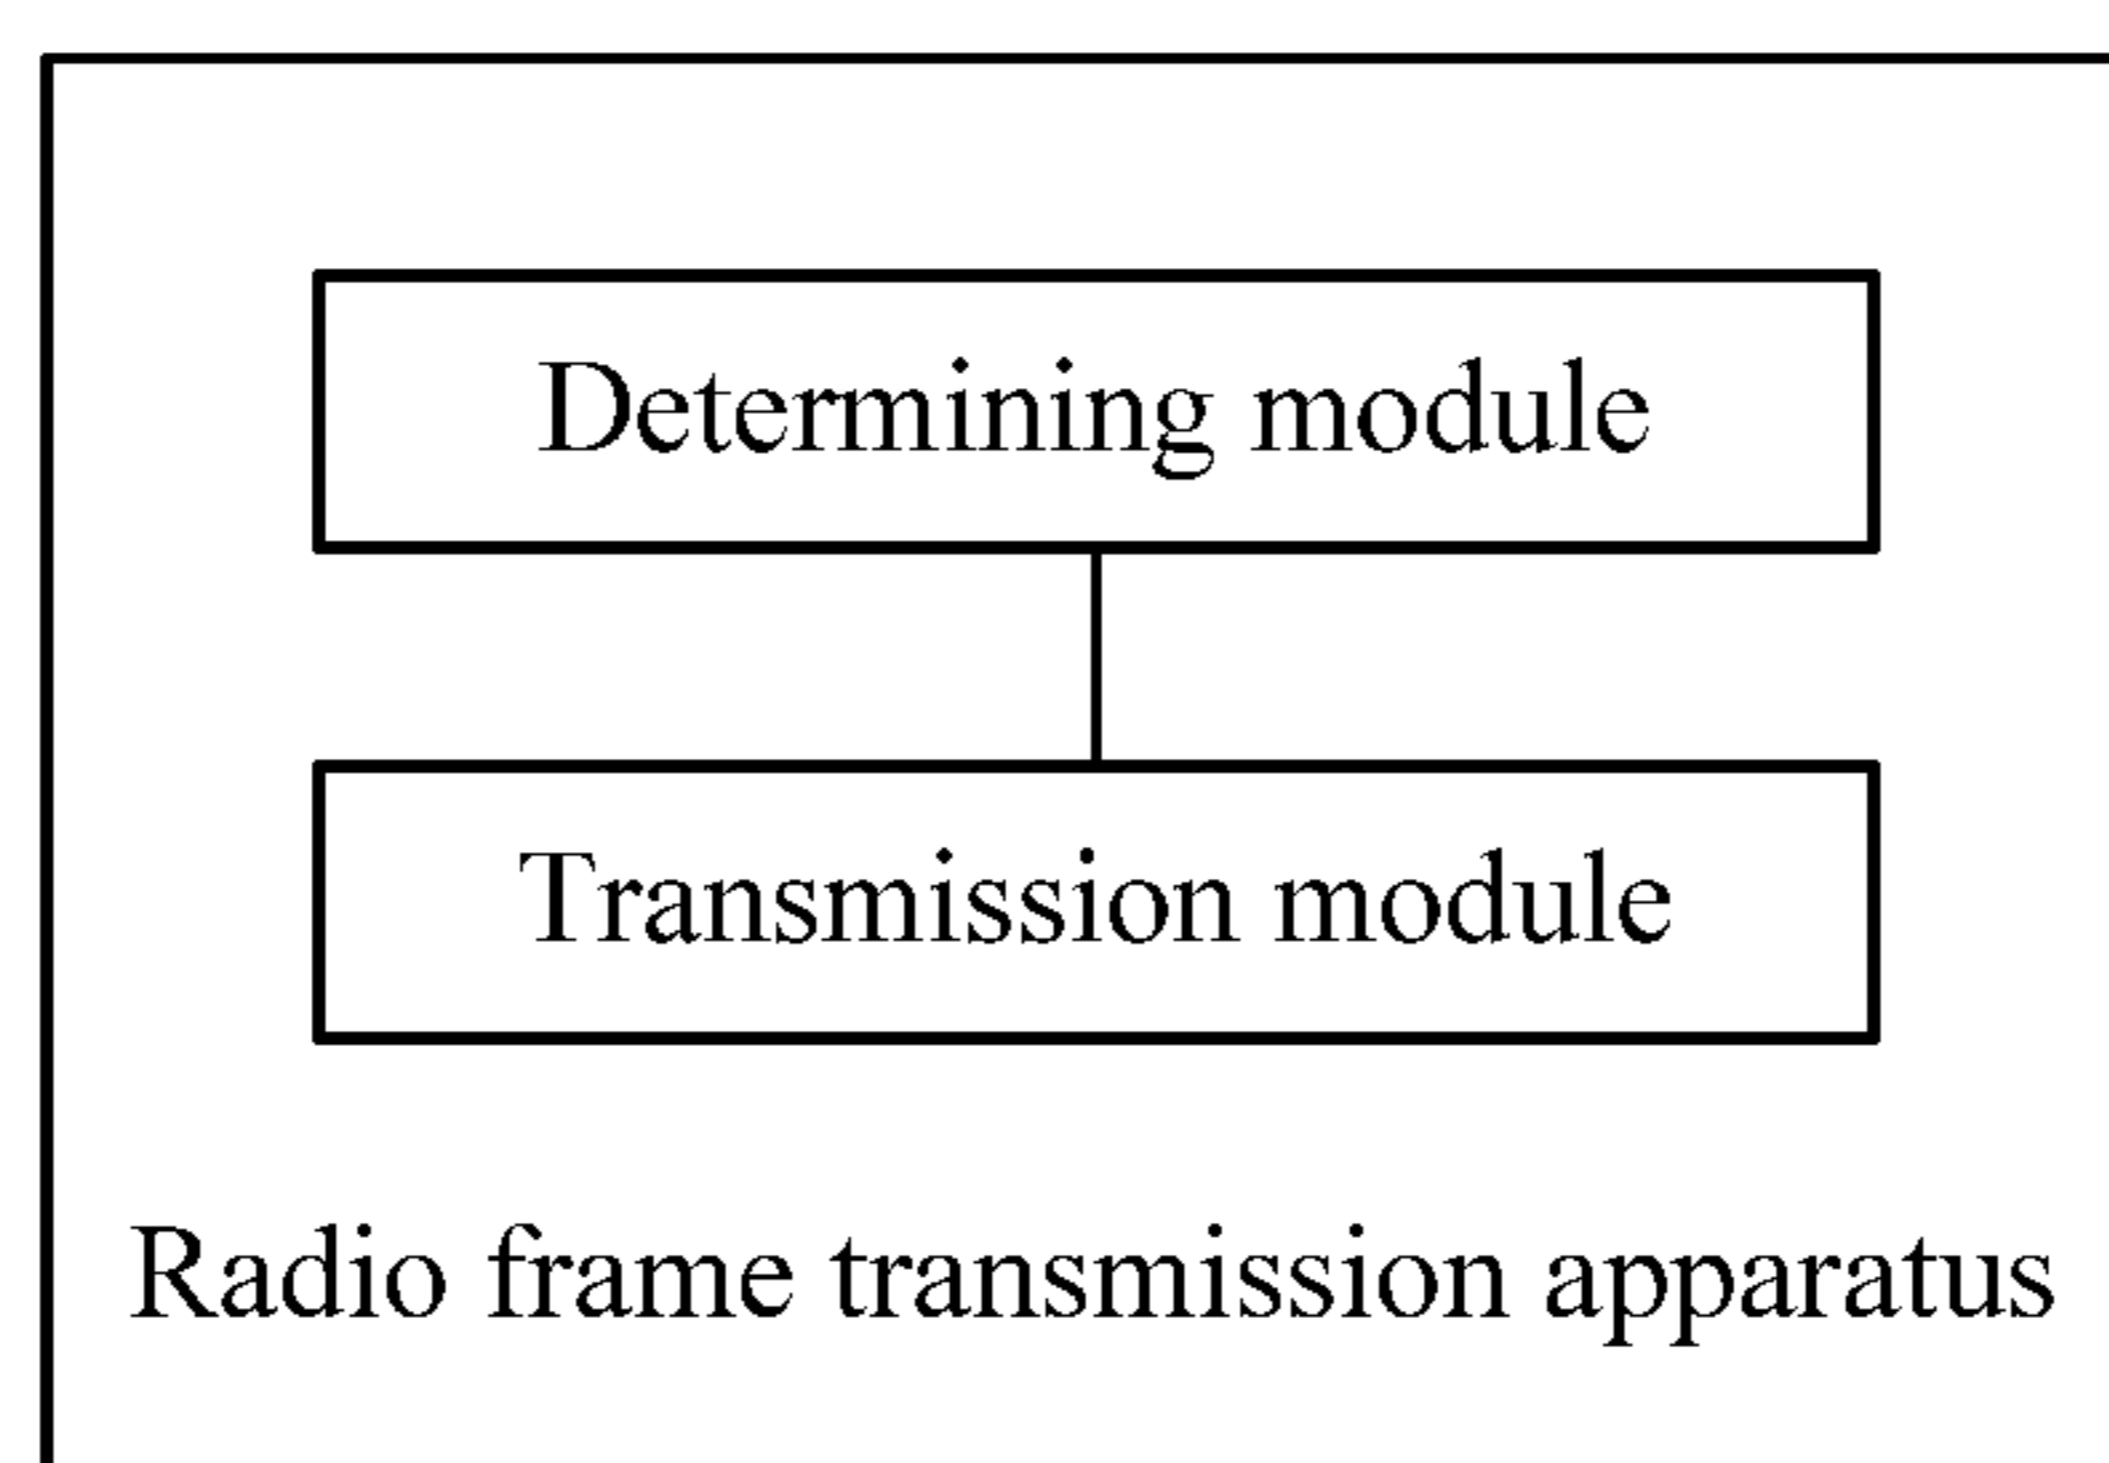 Determining module
Transmission module
Radio frame transmission apparatus